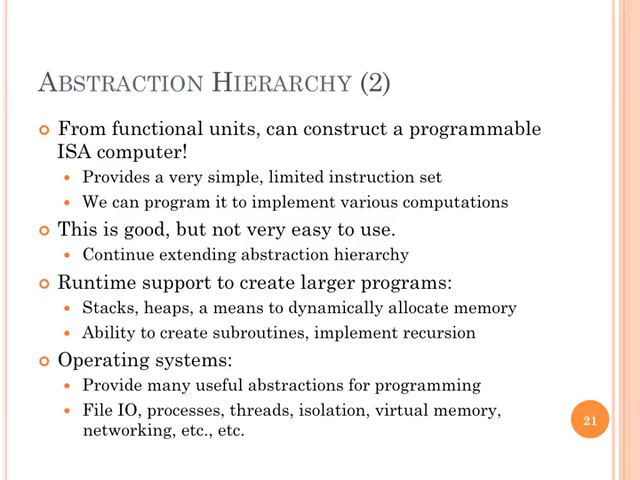 ABSTRACTION HIERARCHY (2)
From functional units, can construct a programmable
ISA computer!
Provides a very simple, limited instruction set
We can program it to implement various computations
This is good, but not very easy to use.
Continue extending abstraction hierarchy
Runtime support to create larger programs:
Stacks, heaps, a means to dynamically allocate memory
Ability to create subroutines, implement recursion
Operating systems:
Provide many useful abstractions for programming
File IO, processes, threads, isolation, virtual memory,
networking, etc., etc.
21